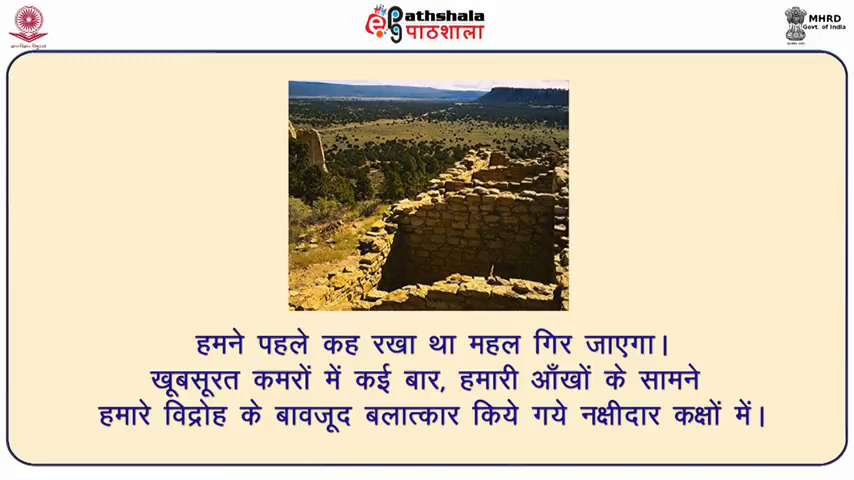 Pathshala
पाठशाला
MHRD
Govt. of India
हमने पहले कह रखा था महल गिर जाएगा।
खूबसूरत कमरों में कई बार, हमारी आँखों के सामने
हमारे विद्रोह के बावजूद बलात्कार किये गये नक्षीदार कक्षों में।